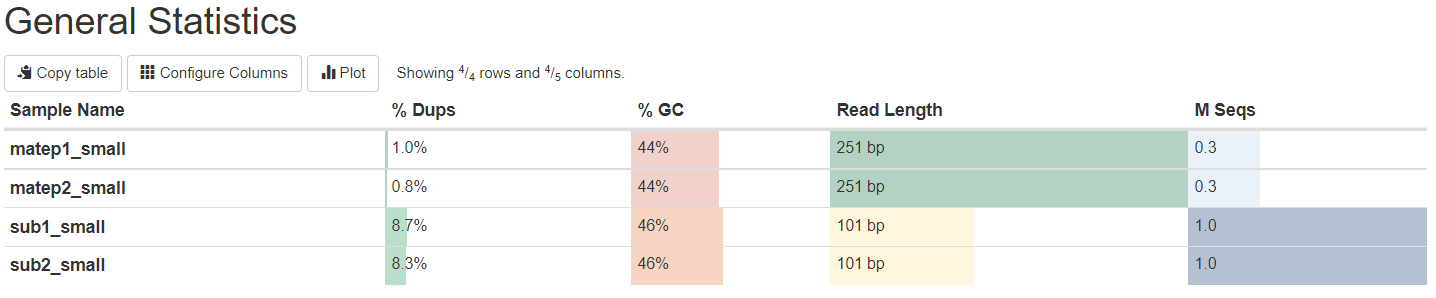 General Statistics
Copy table Configure Columns Plot Showing 4/4 rows and 4/5 columns.
Sample Name % Dups % GC Read Length M Seqs
matep1_small 1.0% 44% 251 bp 0.3
matep2_small 0.8% 44% 251 bp 0.3
sub1_small 8.7% 46% 101 bp 1.0
sub2_small 8.3% 46% 101 bp 1.0